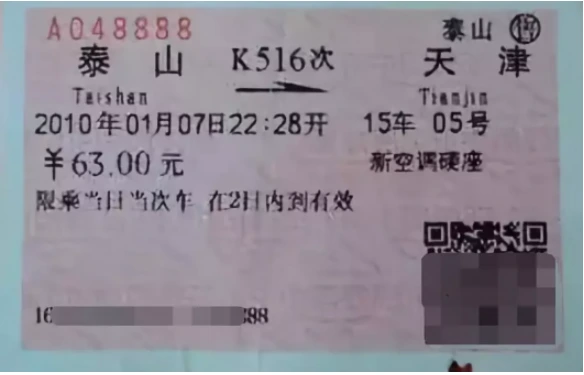 A048888 泰山 售
泰山 K516次 天津
Taishan Tianjin
2010年01月07日22:28开 15车 05号
￥63.00元 新空调硬座
限乘当日当次车 在2日内到有效
16 888